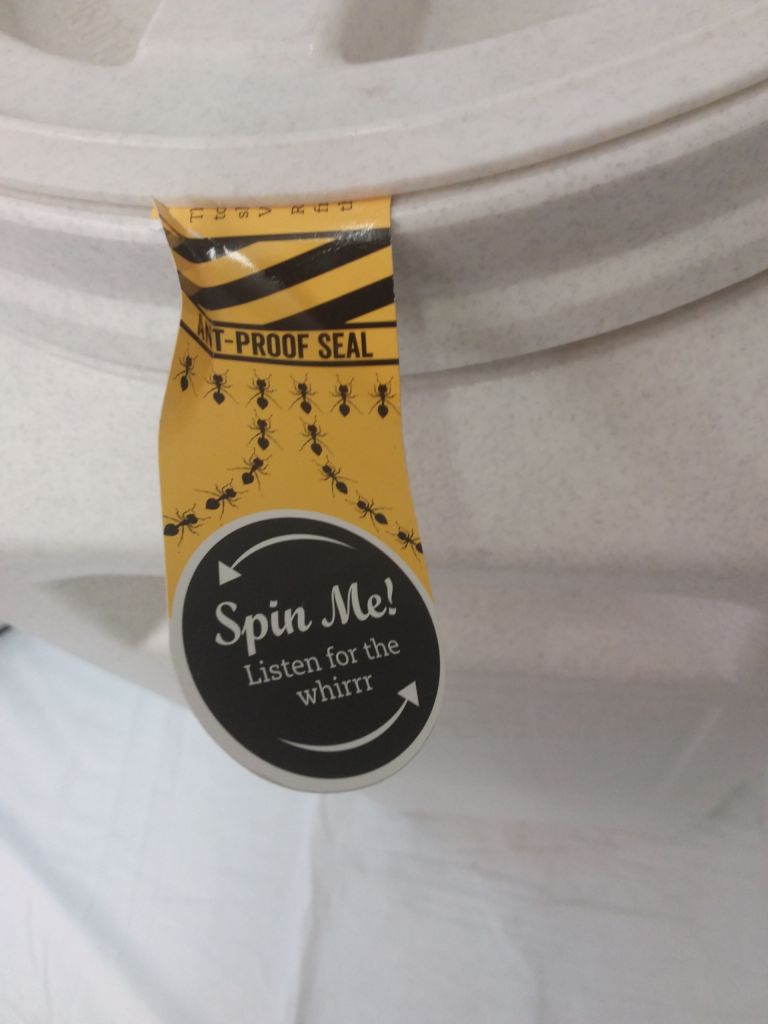 ANT-PROOF SEAL
Spin Me!
Listen for the
whirrr